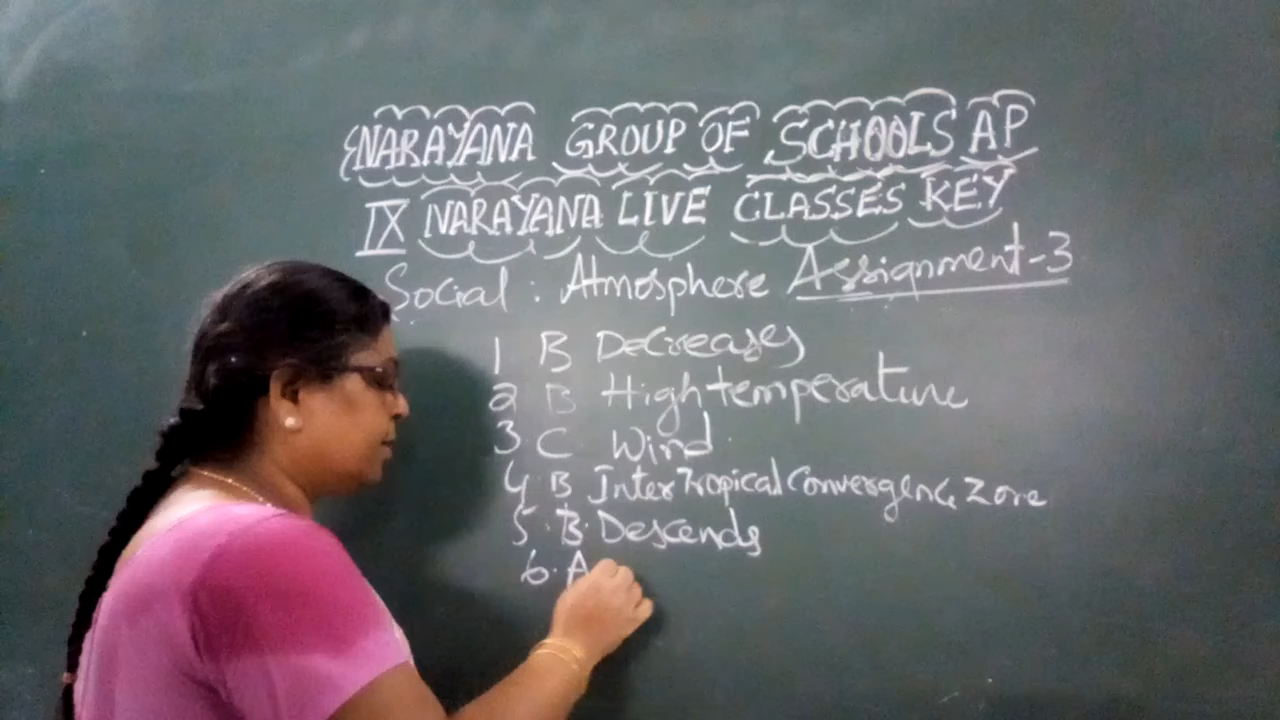 NARAYANA GROUP OF SCHOOLS AP
IX NARAYANA LIVE CLASSES KEY
Social : Atmosphere Assignment-3
1 B Decreases
2 B High temperature
3. C Wind.
4 B Inter Tropical Convergence Zone
5. B. Descends
6. A